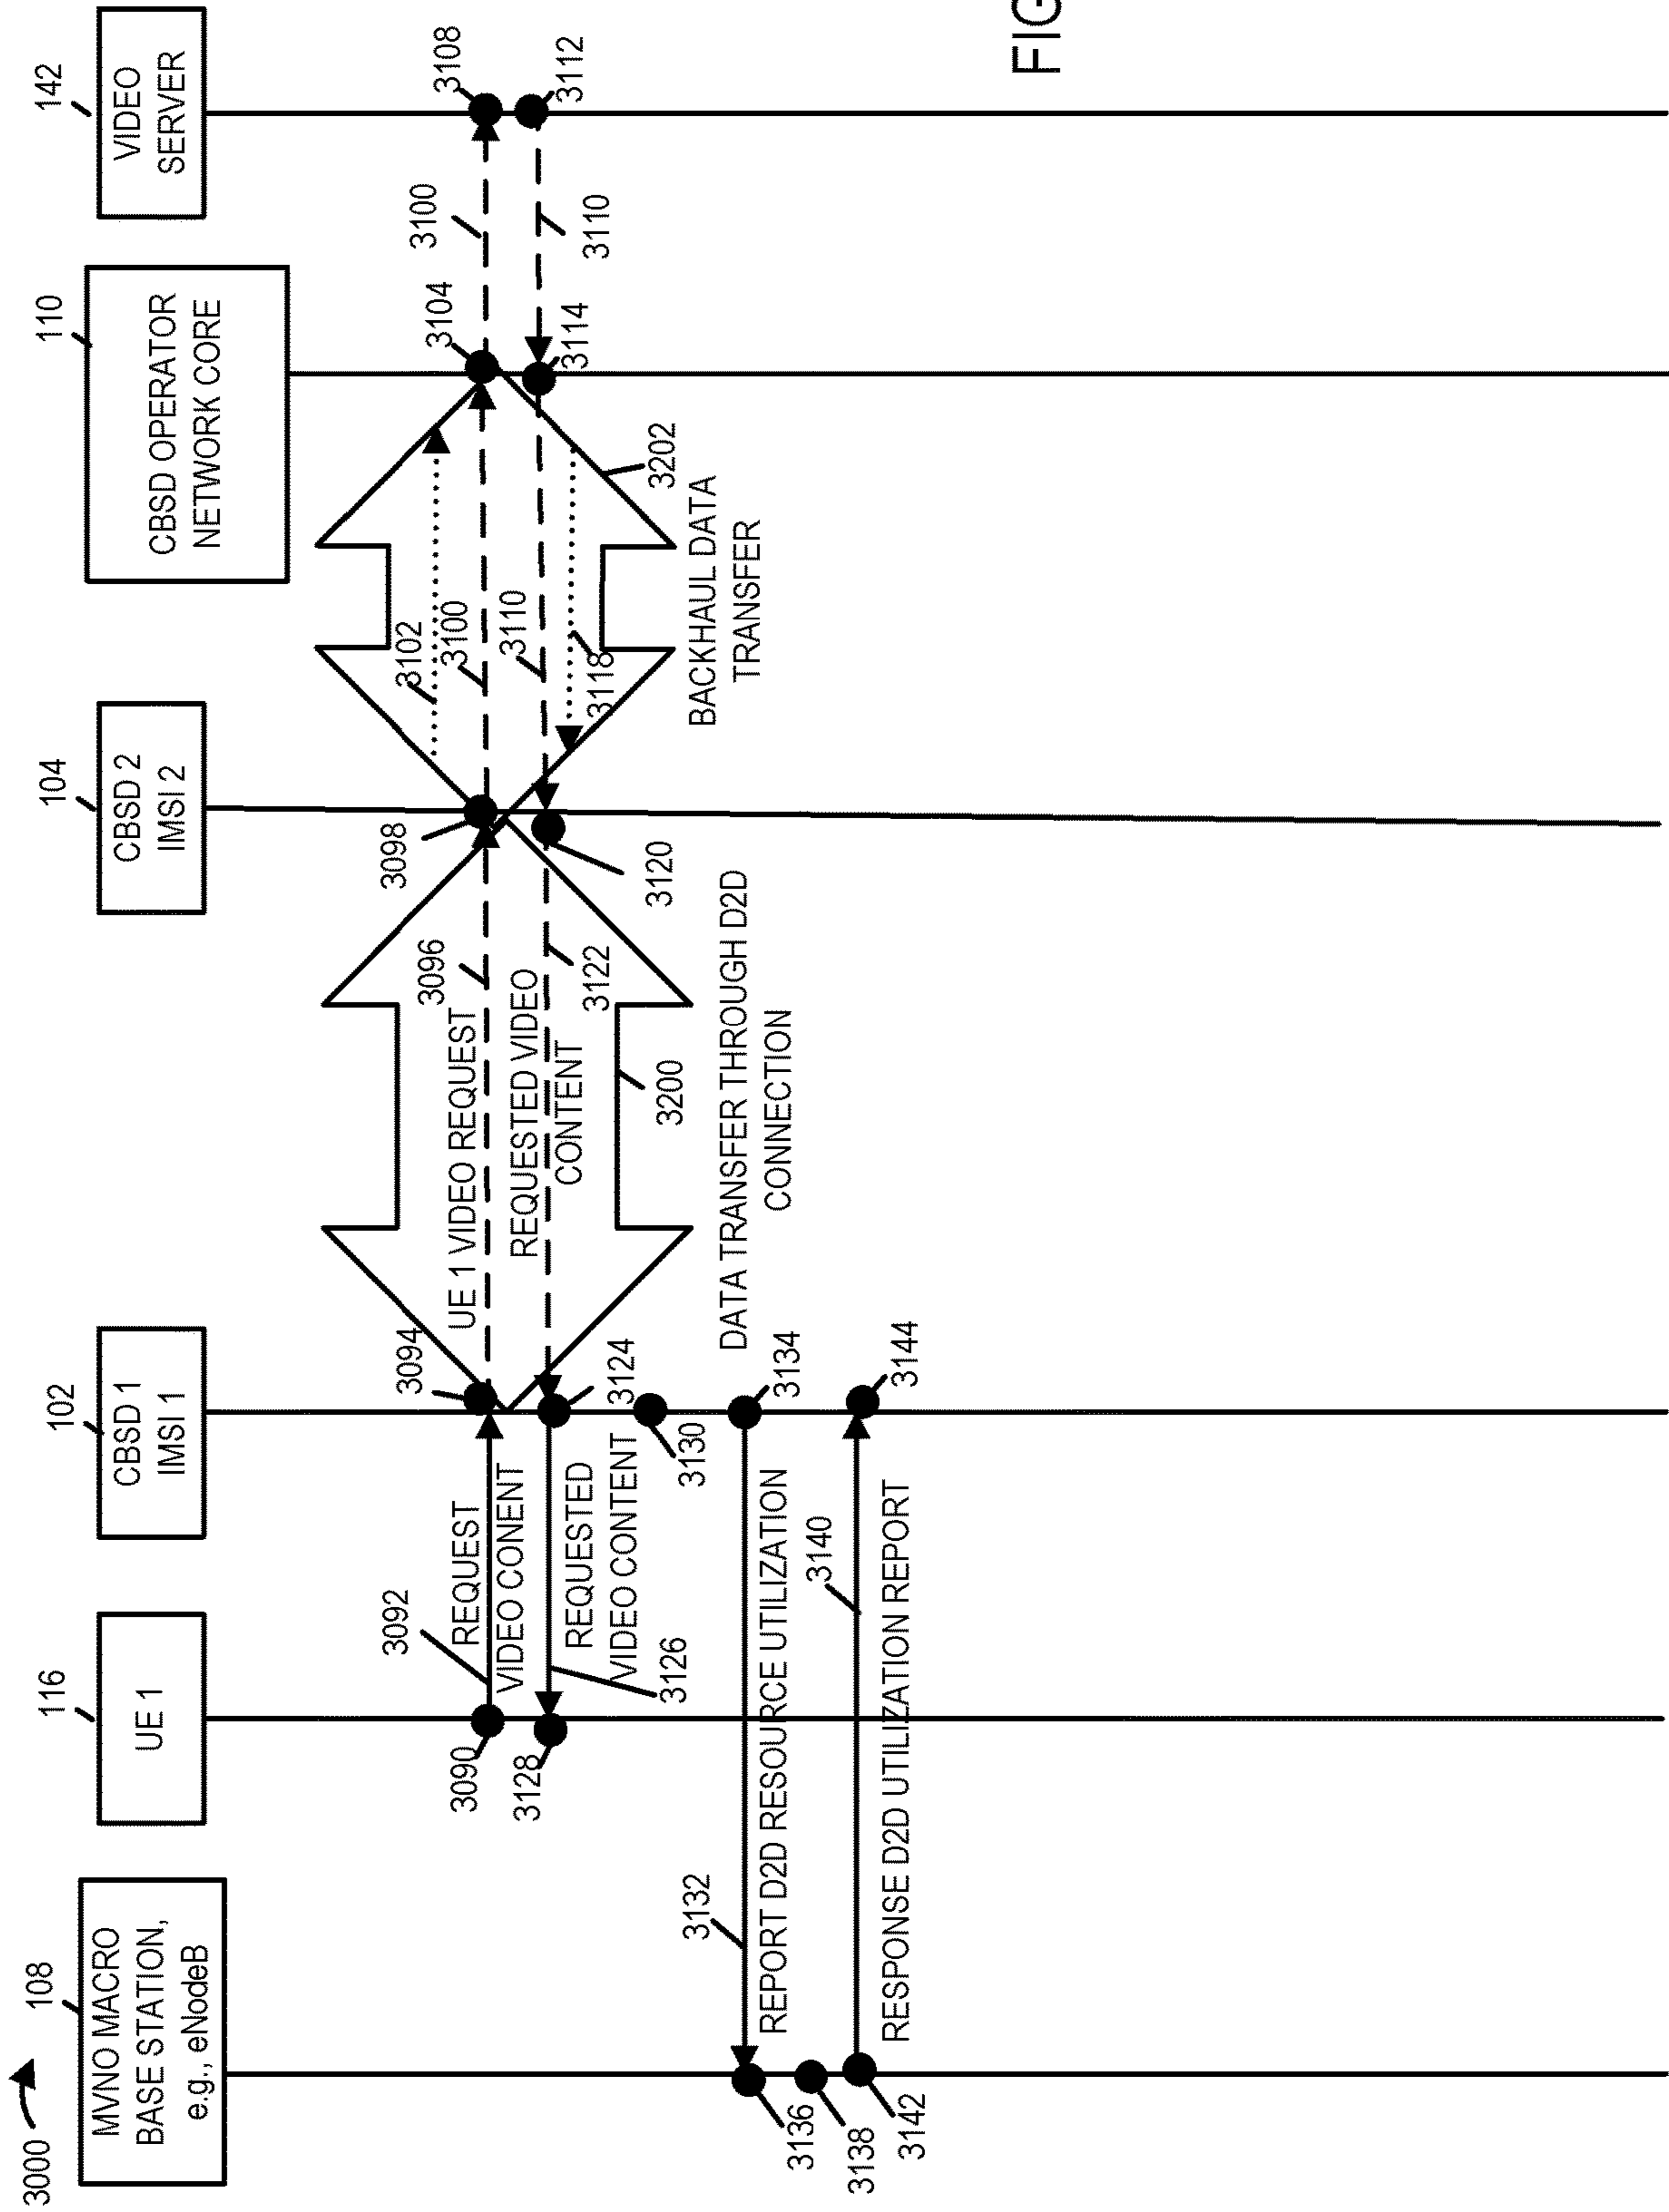 3000
108
MVNO MACRO
BASE STATION,
e.g., eNodeB
116
UE 1
102
CBSD 1
IMSI 1
104
CBSD 2
IMSI 2
110
CBSD OPERATOR
NETWORK CORE
142
VIDEO
SERVER
3090
3092
REQUEST
VIDEO CONENT
3094
UE 1 VIDEO REQUEST
3096
3098
3102
3100
3104
3100
3108
3128
3126
REQUESTED
VIDEO CONTENT
3124
REQUESTED VIDEO
CONTENT
3122
3120
3110
3118
3114
3110
3112
3130
3200
DATA TRANSFER THROUGH D2D
CONNECTION
3202
BACKHAUL DATA
TRANSFER
3136
3132
REPORT D2D RESOURCE UTILIZATION
3134
3138
3142
3140
RESPONSE D2D UTILIZATION REPORT
3144
FIG